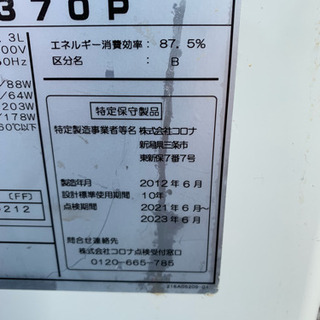 370P
.3L
エネルギー消費効率：87.5%
00V
区分名：B
60Hz
/88W
/64W
203W
/178W
60℃以下
特定保守製品
特定製造事業者等名 株式会社コロナ
新潟県三条市
東新保7番7号
製造年月 2012年6月
設計標準使用期間 10年
点検期間 2021年6月～
2023年6月
(FF)
5212
問合せ連絡先
株式会社コロナ点検受付窓口
0120-665-785